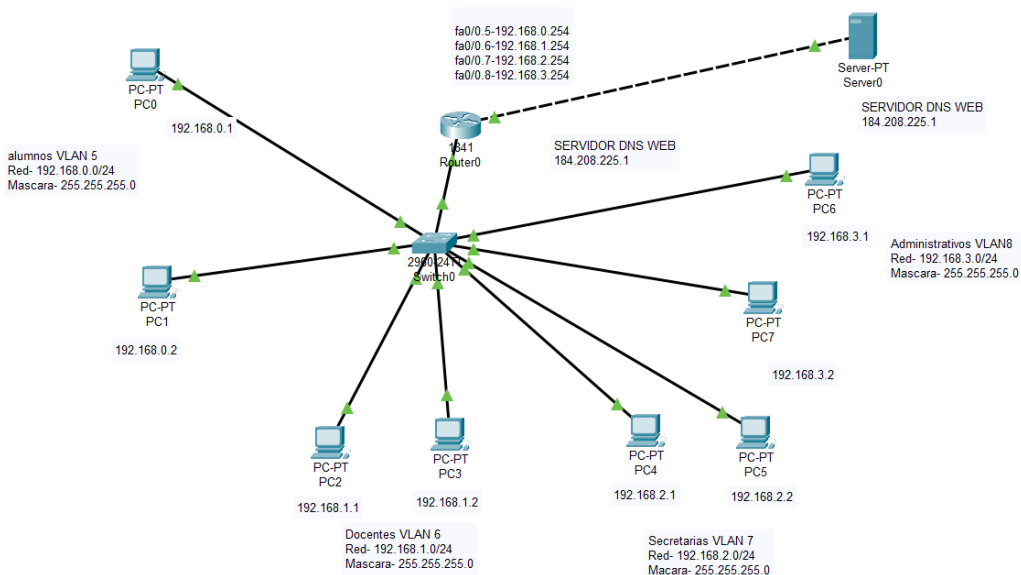 fa0/0.5-192.168.0.254
fa0/0.6-192.168.1.254
fa0/0.7-192.168.2.254
fa0/0.8-192.168.3.254
Server-PT
Server0
SERVIDOR DNS WEB
184.208.225.1
PC-PT
PC0
192.168.0.1
1841
Router0
SERVIDOR DNS WEB
184.208.225.1
alumnos VLAN 5
Red- 192.168.0.0/24
Mascara- 255.255.255.0
PC-PT
PC6
192.168.3.1
Administrativos VLAN8
Red- 192.168.3.0/24
Mascara- 255.255.255.0
2960-24TT
Switch0
PC-PT
PC1
192.168.0.2
PC-PT
PC7
192.168.3.2
PC-PT
PC2
192.168.1.1
PC-PT
PC3
192.168.1.2
Docentes VLAN 6
Red- 192.168.1.0/24
Mascara- 255.255.255.0
PC-PT
PC4
192.168.2.1
PC-PT
PC5
192.168.2.2
Secretarias VLAN 7
Red- 192.168.2.0/24
Macara- 255.255.255.0